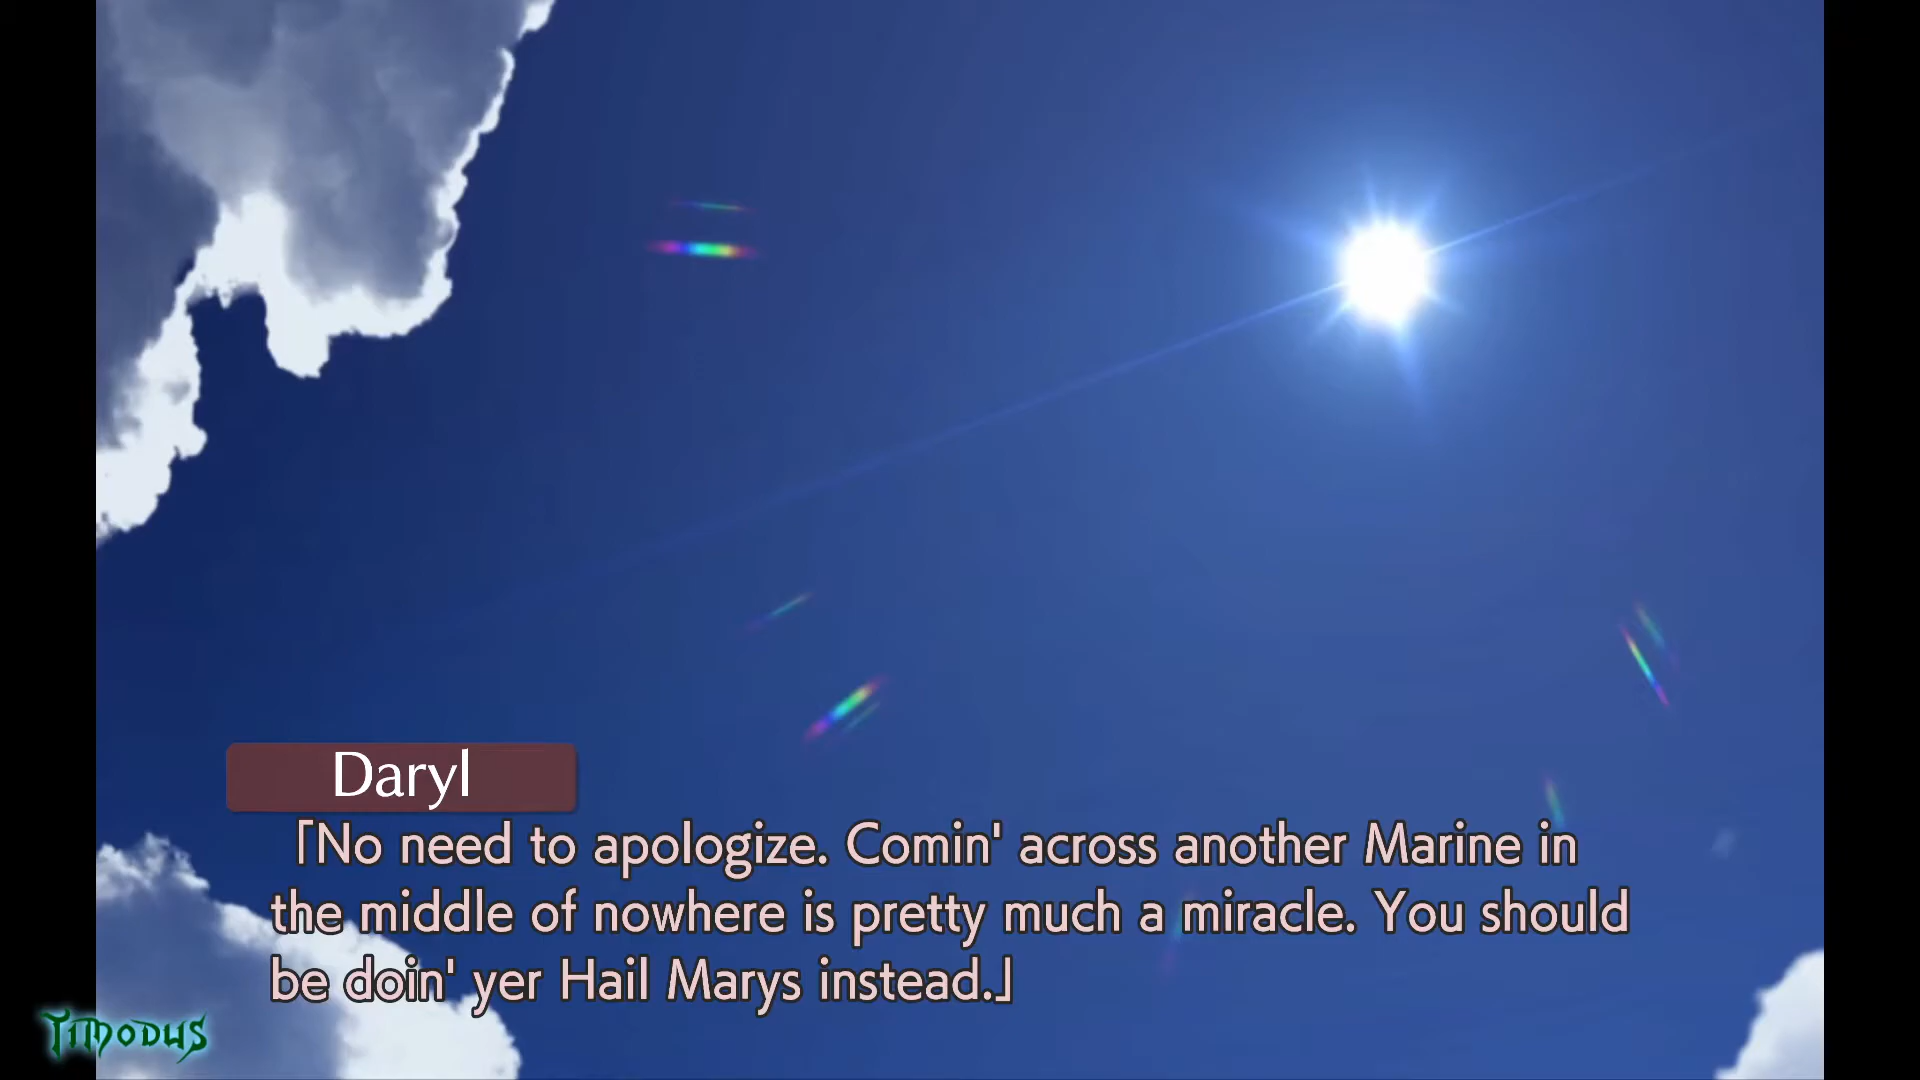 Daryl
「No need to apologize. Comin' across another Marine in
the middle of nowhere is pretty much a miracle. You should
be doin' yer Hail Marys instead.」
TIMODUS